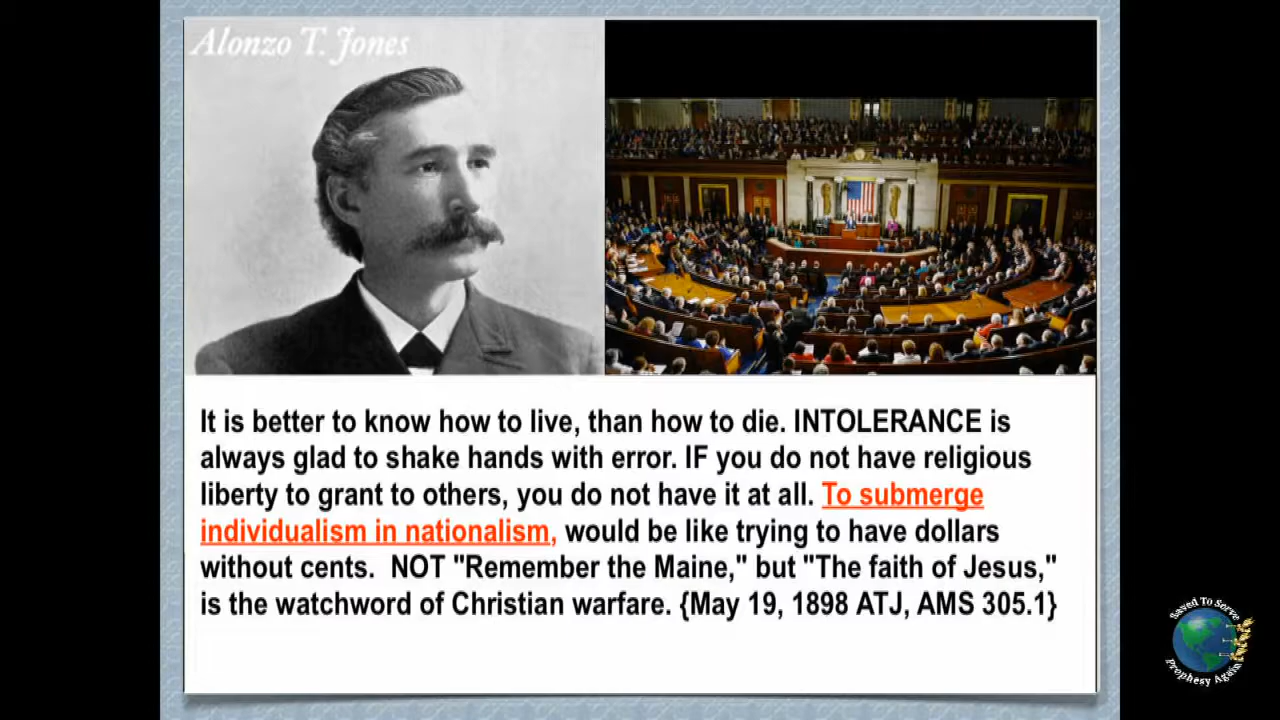 Alonzo T. Jones
It is better to know how to live, than how to die. INTOLERANCE is
always glad to shake hands with error. IF you do not have religious
liberty to grant to others, you do not have it at all. To submerge
individualism in nationalism, would be like trying to have dollars
without cents.  NOT "Remember the Maine," but "The faith of Jesus,"
is the watchword of Christian warfare. {May 19, 1898 ATJ, AMS 305.1}
Saved To Serve
Prophesy Again